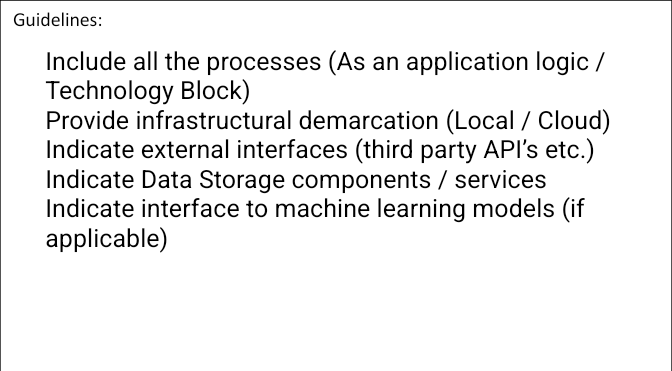 Guidelines:
Include all the processes (As an application logic /
Technology Block)
Provide infrastructural demarcation (Local / Cloud)
Indicate external interfaces (third party API’s etc.)
Indicate Data Storage components / services
Indicate interface to machine learning models (if
applicable)